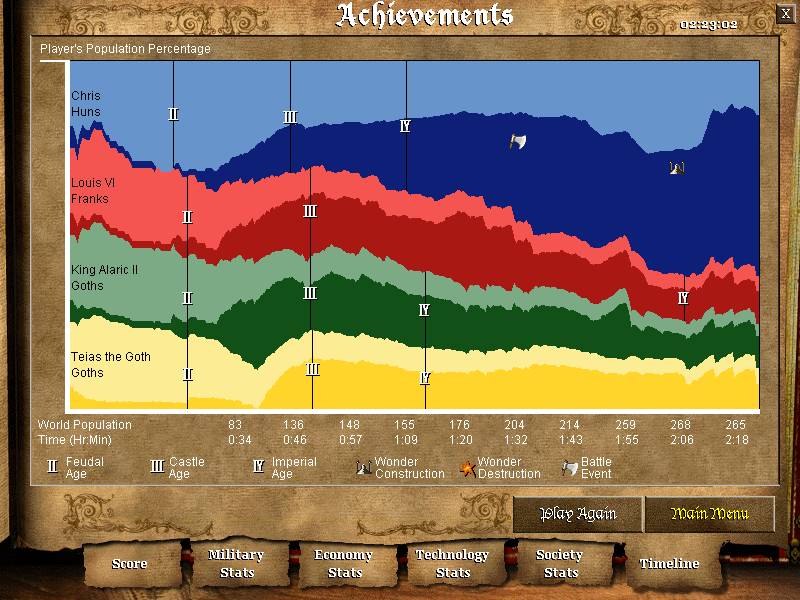 Achievements
02:23:02
X
Player's Population Percentage
Chris
Huns
II
III
IV
Louis VI
Franks
II
III
IV
King Alaric II
Goths
II
III
IV
Teias the Goth
Goths
II
III
IV
World Population 83 136 148 155 176 204 214 259 268 265
Time (Hr:Min) 0:34 0:46 0:57 1:09 1:20 1:32 1:43 1:55 2:06 2:18
II Feudal Age
III Castle Age
IV Imperial Age
Wonder Construction
Wonder Destruction
Battle Event
Play Again
Main Menu
Score
Military Stats
Economy Stats
Technology Stats
Society Stats
Timeline